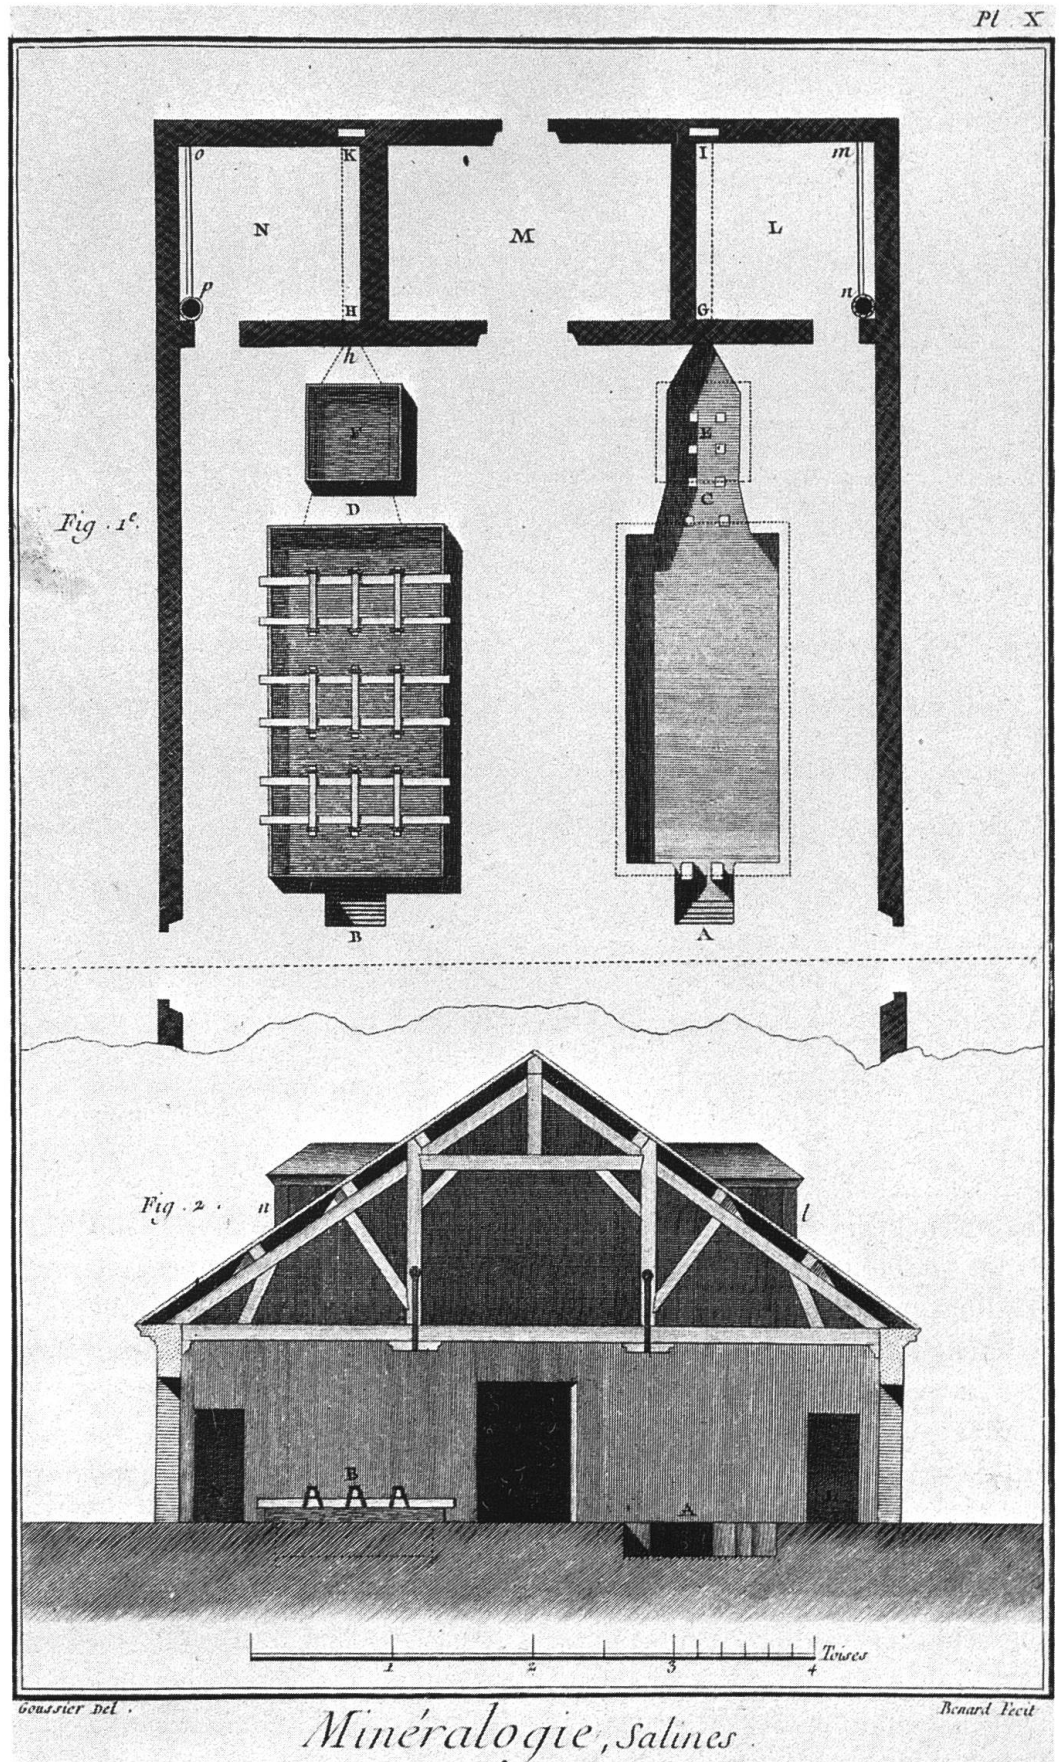 Pl X
o K I m
N M L
p H G n
h
F E
D C
Fig. 1e.
B A
Fig. 2. n l
B A L
1 2 3 4 Toises
Goussier Del. Benard Fecit
Minéralogie, Salines.